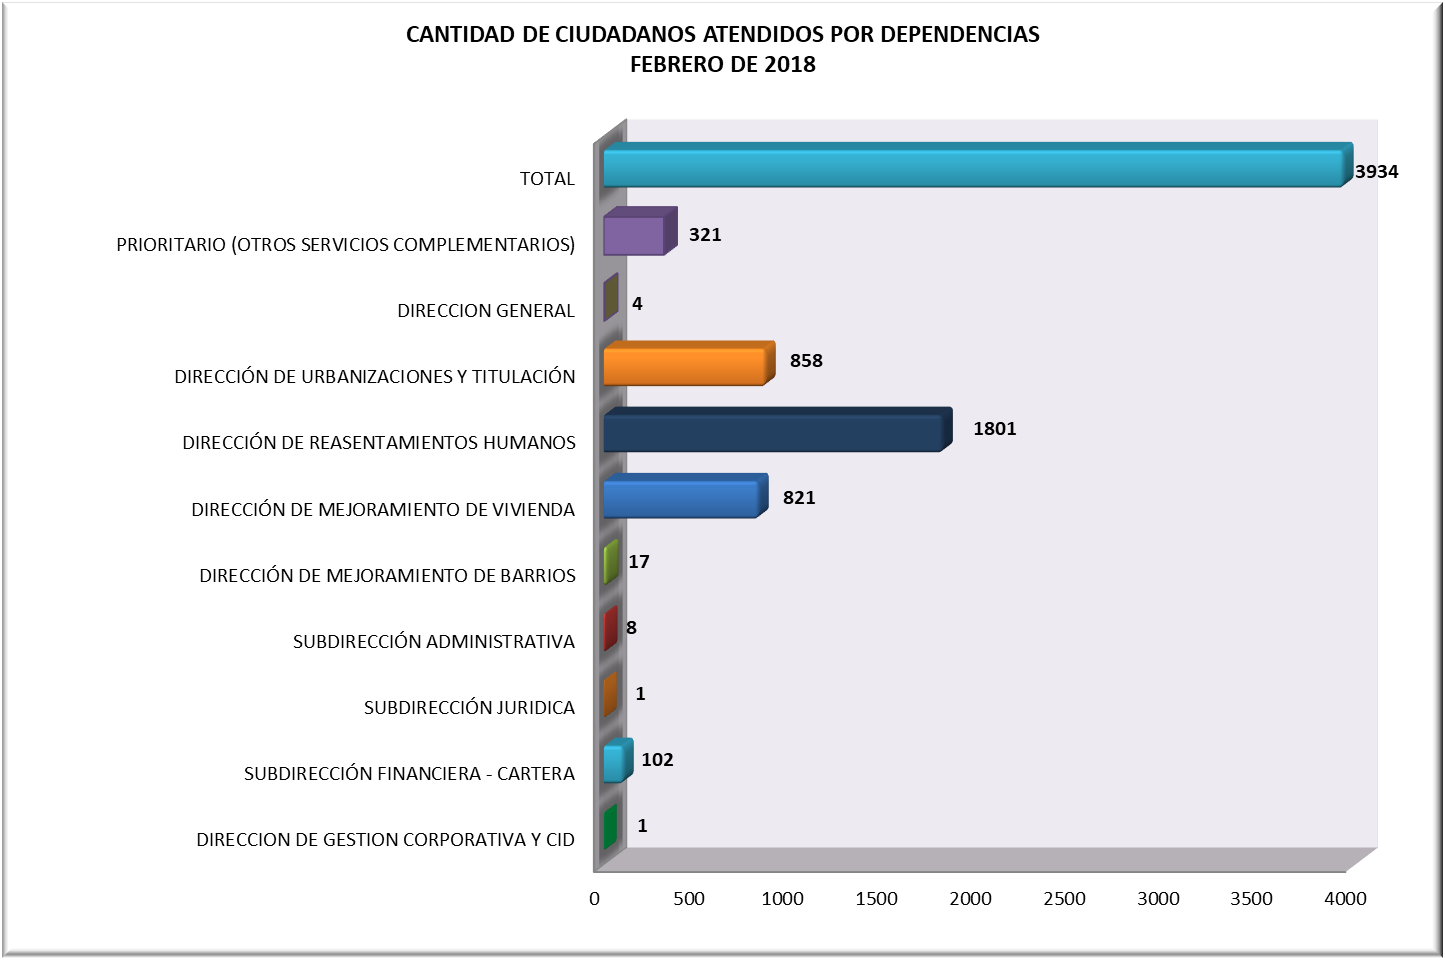 CANTIDAD DE CIUDADANOS ATENDIDOS POR DEPENDENCIAS
FEBRERO DE 2018
TOTAL 3934
PRIORITARIO (OTROS SERVICIOS COMPLEMENTARIOS) 321
DIRECCION GENERAL 4
DIRECCIÓN DE URBANIZACIONES Y TITULACIÓN 858
DIRECCIÓN DE REASENTAMIENTOS HUMANOS 1801
DIRECCIÓN DE MEJORAMIENTO DE VIVIENDA 821
DIRECCIÓN DE MEJORAMIENTO DE BARRIOS 17
SUBDIRECCIÓN ADMINISTRATIVA 8
SUBDIRECCIÓN JURIDICA 1
SUBDIRECCIÓN FINANCIERA - CARTERA 102
DIRECCION DE GESTION CORPORATIVA Y CID 1
0 500 1000 1500 2000 2500 3000 3500 4000